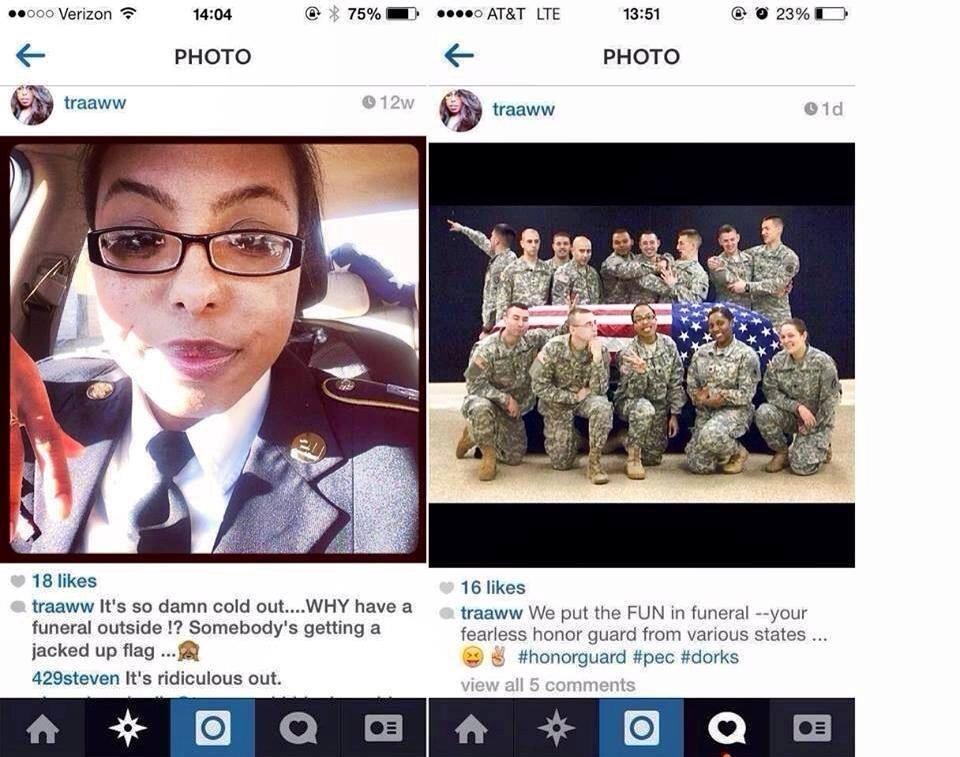 Verizon 14:04 75%
PHOTO
traaww 12w
18 likes
traaww It's so damn cold out....WHY have a
funeral outside !? Somebody's getting a
jacked up flag ...🙈
429steven It's ridiculous out.
AT&T LTE 13:51 23%
PHOTO
traaww 1d
16 likes
traaww We put the FUN in funeral --your
fearless honor guard from various states ...
😝✌ #honorguard #pec #dorks
view all 5 comments